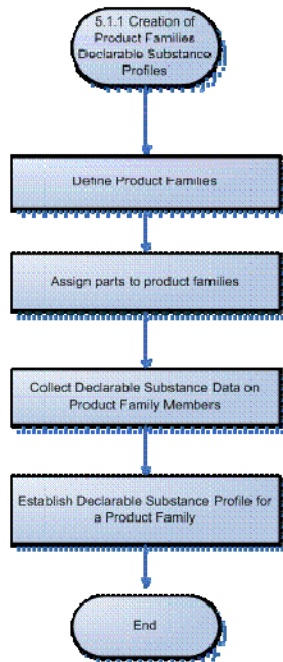 5.1.1 Creation of
Product Families
Declarable Substance
Profiles
Define Product Families
Assign parts to product families
Collect Declarable Substance Data on
Product Family Members
Establish Declarable Substance Profile for
a Product Family
End